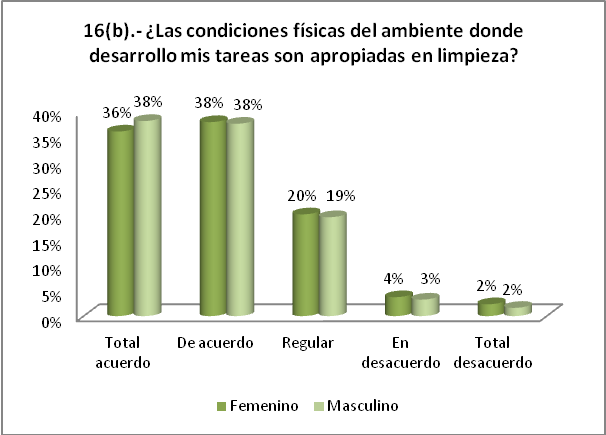 16(b).- ¿Las condiciones físicas del ambiente donde
desarrollo mis tareas son apropiadas en limpieza?
40%
35%
30%
25%
20%
15%
10%
5%
0%
36%
38%
38%
38%
20%
19%
4%
3%
2%
2%
Total
acuerdo
De acuerdo
Regular
En
desacuerdo
Total
desacuerdo
Femenino
Masculino